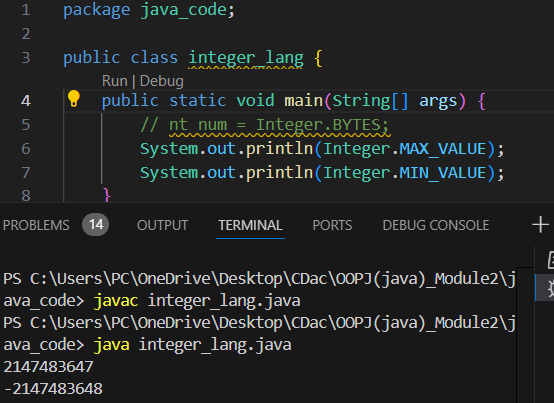 1 package java_code;
2
3 public class integer_lang {
Run | Debug
4 public static void main(String[] args) {
5 // nt num = Integer.BYTES;
6 System.out.println(Integer.MAX_VALUE);
7 System.out.println(Integer.MIN_VALUE);
8 }
PROBLEMS 14 OUTPUT TERMINAL PORTS DEBUG CONSOLE
PS C:\Users\PC\OneDrive\Desktop\CDac\OOPJ(java)_Module2\j
ava_code> javac integer_lang.java
PS C:\Users\PC\OneDrive\Desktop\CDac\OOPJ(java)_Module2\j
ava_code> java integer_lang.java
2147483647
-2147483648